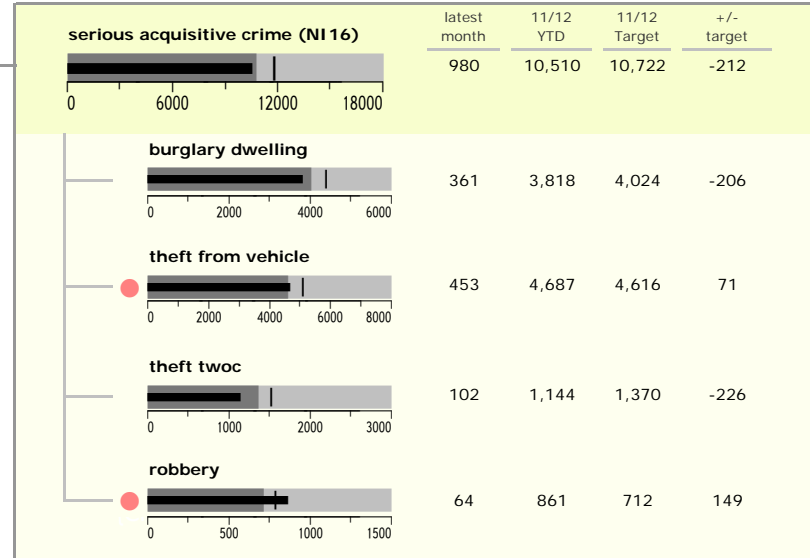 latest 11/12 11/12 +/-
month YTD Target target
serious acquisitive crime (NI16)
980 10,510 10,722 -212
0 6000 12000 18000
burglary dwelling
361 3,818 4,024 -206
0 2000 4000 6000
theft from vehicle
453 4,687 4,616 71
0 2000 4000 6000 8000
theft twoc
102 1,144 1,370 -226
0 1000 2000 3000
robbery
64 861 712 149
0 500 1000 1500